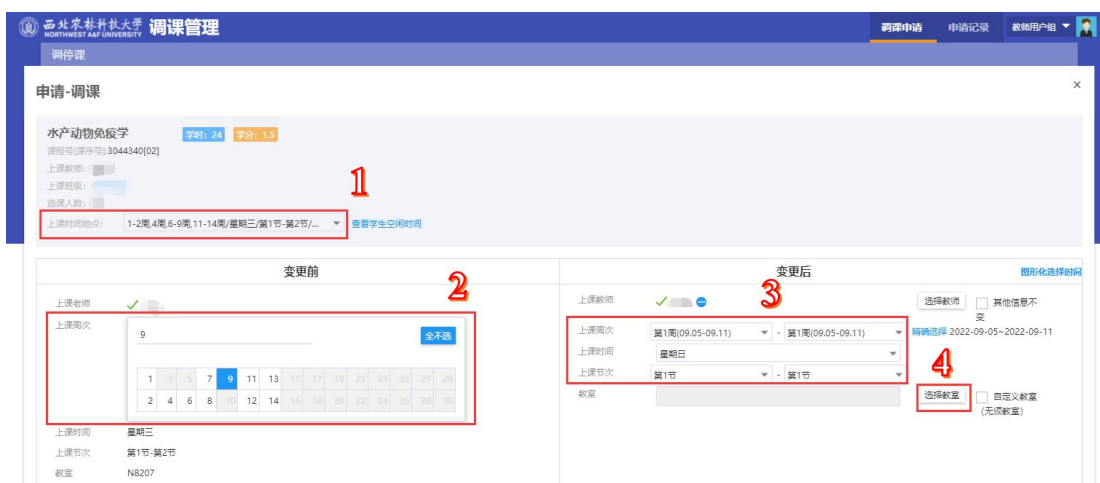 西北农林科技大学 调课管理 调课申请 申请记录 教师用户组
NORTHWEST A&F UNIVERSITY
调停课
申请-调课 ×
水产动物免疫学 学时: 24 学分: 1.5
课程号[课序号]:3044340[02]
上课教师:
上课班级:
选课人数:
1
上课时间地点: 1-2周,4周,6-9周,11-14周/星期三/第1节-第2节/... 查看学生空闲时间
变更前
2
上课老师
上课周次
9 全不选
1 3 5 7 9 11 13 15 17 19 21 23 25 27 29
2 4 6 8 10 12 14 16 18 20 22 24 26 28 30
上课时间 星期三
上课节次 第1节-第2节
教室 N8207
变更后 图形化选择时间
3
上课教师 选择教师 其他信息不变
上课周次 第1周(09.05-09.11) - 第1周(09.05-09.11) 精确选择 2022-09-05~2022-09-11
上课时间 星期日
上课节次 第1节 - 第1节
4
教室 选择教室 自定义教室
(无须教室)